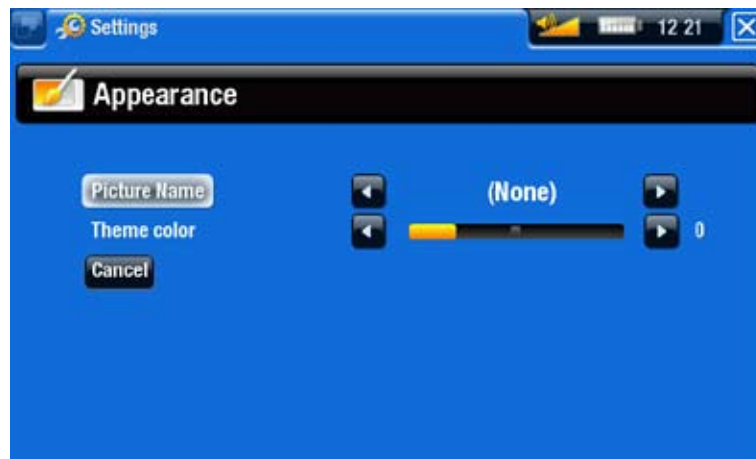 Settings 12 21
Appearance
Picture Name (None)
Theme color 0
Cancel